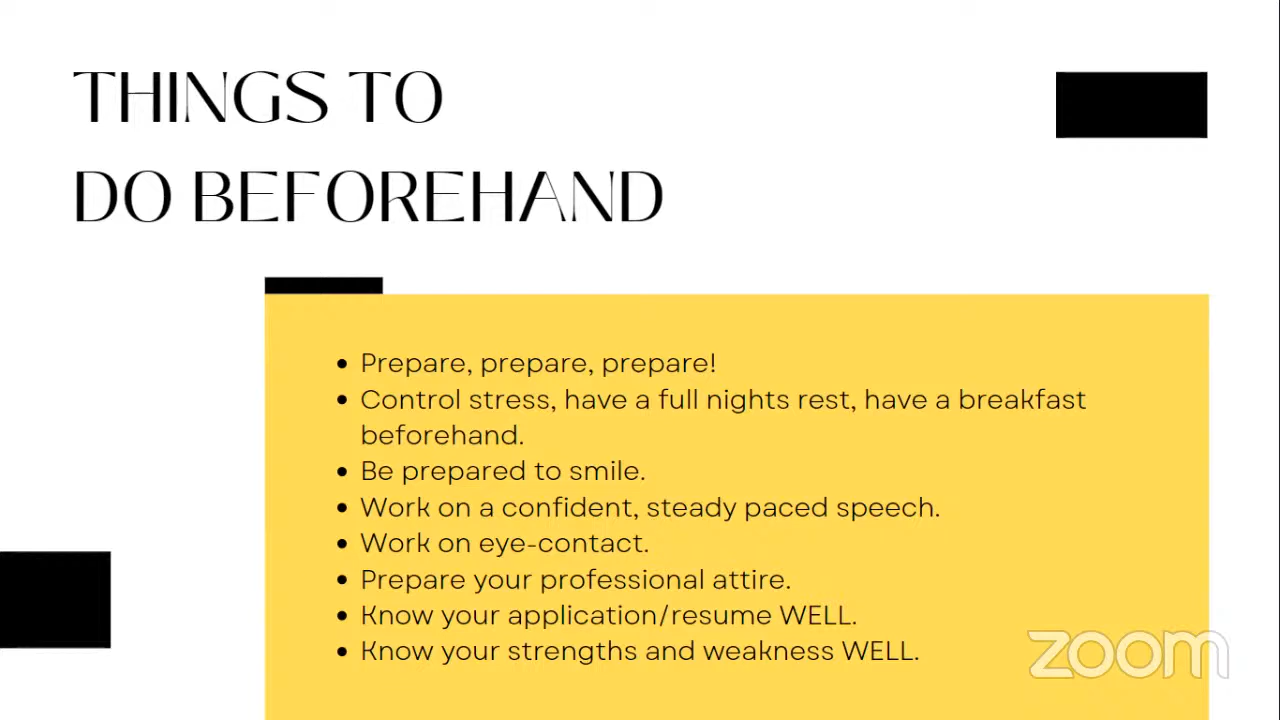 THINGS TO
DO BEFOREHAND
• Prepare, prepare, prepare!
• Control stress, have a full nights rest, have a breakfast
beforehand.
• Be prepared to smile.
• Work on a confident, steady paced speech.
• Work on eye-contact.
• Prepare your professional attire.
• Know your application/resume WELL.
• Know your strengths and weakness WELL.
zoom